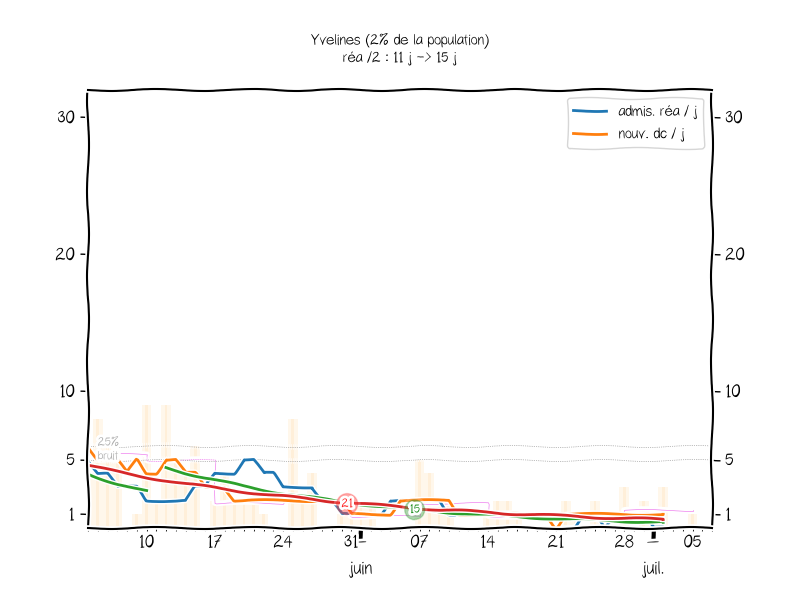 Yvelines (2% de la population)
réa /2 : 11 j -> 15 j
admis. réa / j
nouv. dc / j
30 30
20 20
10 10
25%
bruit
5 5
21
15
1 1
10 17 24 31 07 14 21 28 05
juin juil.